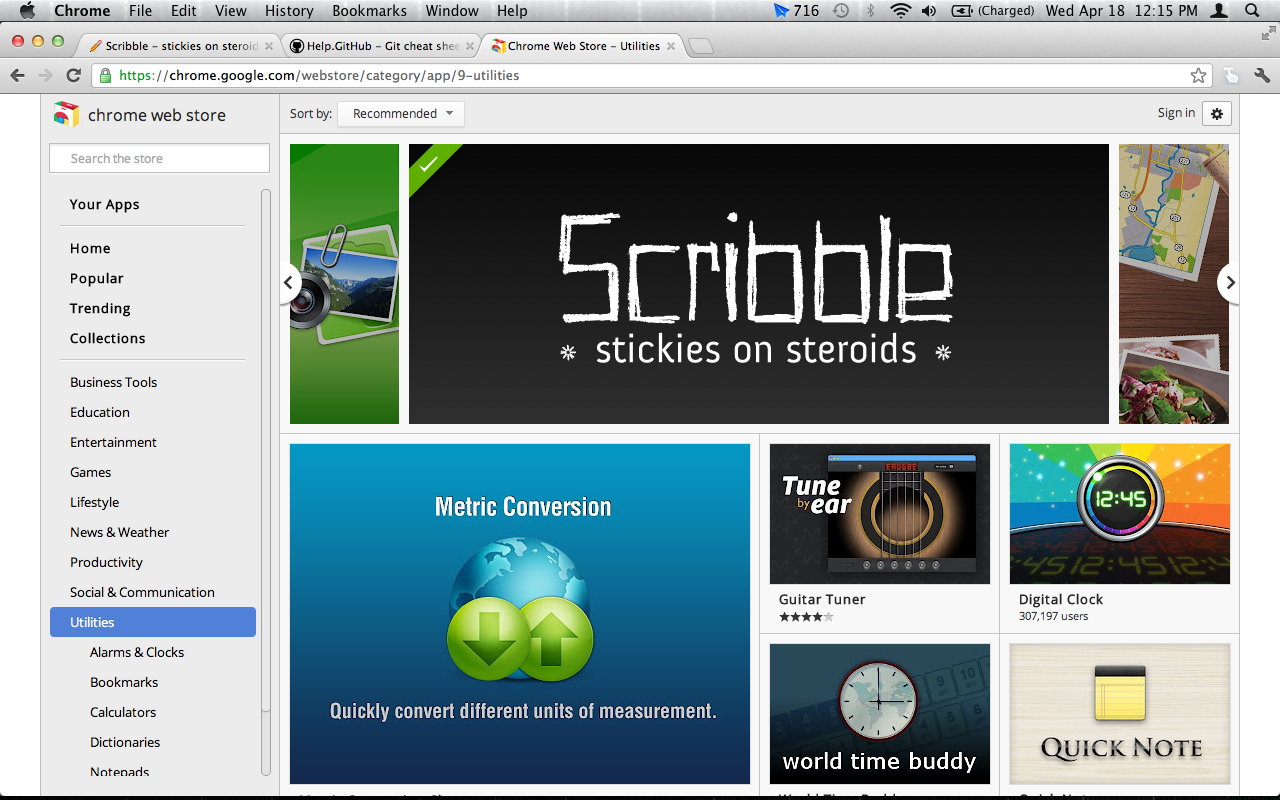 Chrome File Edit View History Bookmarks Window Help 716 (Charged) Wed Apr 18 12:15 PM
Scribble – stickies on steroid Help.GitHub – Git cheat shee Chrome Web Store – Utilities
https://chrome.google.com/webstore/category/app/9-utilities
chrome web store
Search the store
Your Apps
Home
Popular
Trending
Collections
Business Tools
Education
Entertainment
Games
Lifestyle
News & Weather
Productivity
Social & Communication
Utilities
Alarms & Clocks
Bookmarks
Calculators
Dictionaries
Notepads
Sort by: Recommended
Sign in
Scribble
stickies on steroids
Metric Conversion
Quickly convert different units of measurement.
Tune
by ear
EADGBE
Guitar Tuner
12:45
Digital Clock
307,197 users
world time buddy
QUICK NOTE